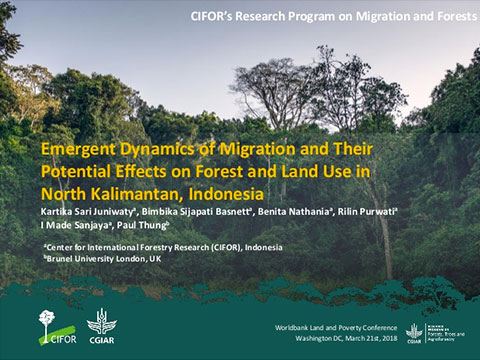 CIFOR's Research Program on Migration and Forests
Emergent Dynamics of Migration and Their
Potential Effects on Forest and Land Use in
North Kalimantan, Indonesia
Kartika Sari Juniwatyᵃ, Bimbika Sijapati Basnettᵃ, Benita Nathaniaᵃ, Rilin Purwatiᵃ
I Made Sanjayaᵃ, Paul Thungᵇ
ᵃCenter for International Forestry Research (CIFOR), Indonesia
ᵇBrunel University London, UK
Worldbank Land and Poverty Conference
Washington DC, March 21st, 2018
CIFOR
CGIAR
CGIAR
RESEARCH
PROGRAM ON
Forests, Trees and
Agroforestry